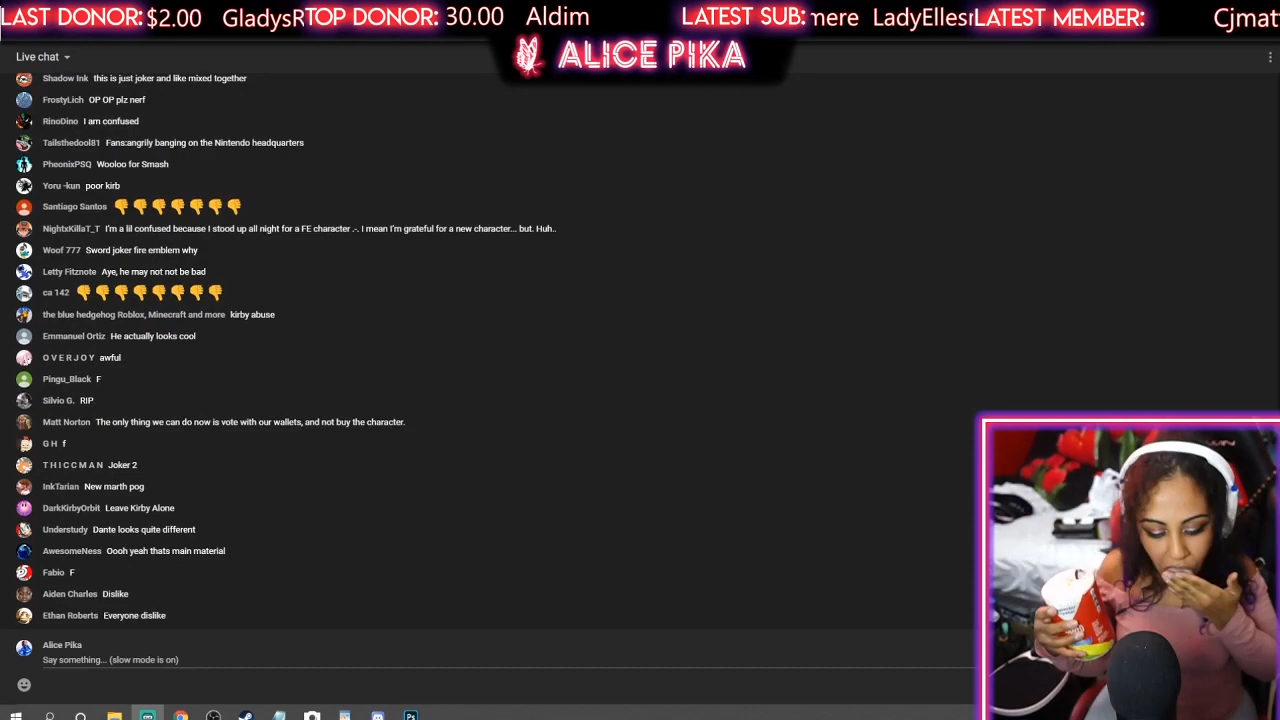 LAST DONOR: $2.00 GladysR TOP DONOR: 30.00 Aldim LATEST SUB: mere LadyEllesm LATEST MEMBER: Cjmat
ALICE PIKA
Live chat
Shadow Ink this is just joker and like mixed together
FrostyLich OP OP plz nerf
RinoDino I am confused
Tailsthedool81 Fans:angrily banging on the Nintendo headquarters
PheonixPSQ Wooloo for Smash
Yoru -kun poor kirb
Santiago Santos 👎👎👎👎👎👎👎
NightxKillaT_T I'm a lil confused because I stood up all night for a FE character .-. I mean I'm grateful for a new character... but. Huh..
Woof 777 Sword joker fire emblem why
Letty Fitznote Aye, he may not not be bad
ca 142 👎👎👎👎👎👎👎👎
the blue hedgehog Roblox, Minecraft and more kirby abuse
Emmanuel Ortiz He actually looks cool
O V E R J O Y awful
Pingu_Black F
Silvio G. RIP
Matt Norton The only thing we can do now is vote with our wallets, and not buy the character.
G H f
T H I C C M A N Joker 2
InkTarian New marth pog
DarkKirbyOrbit Leave Kirby Alone
Understudy Dante looks quite different
AwesomeNess Oooh yeah thats main material
Fabio F
Aiden Charles Dislike
Ethan Roberts Everyone dislike
Alice Pika
Say something... (slow mode is on)
Ps